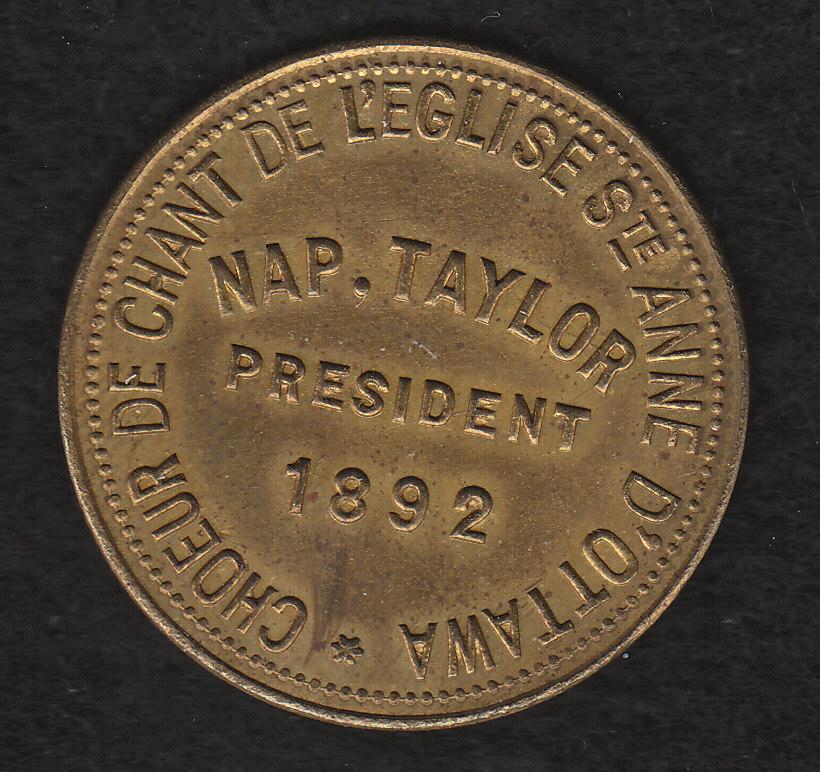 CHOEUR DE CHANT DE L'EGLISE STE ANNE D'OTTAWA *
NAP, TAYLOR
PRESIDENT
1892